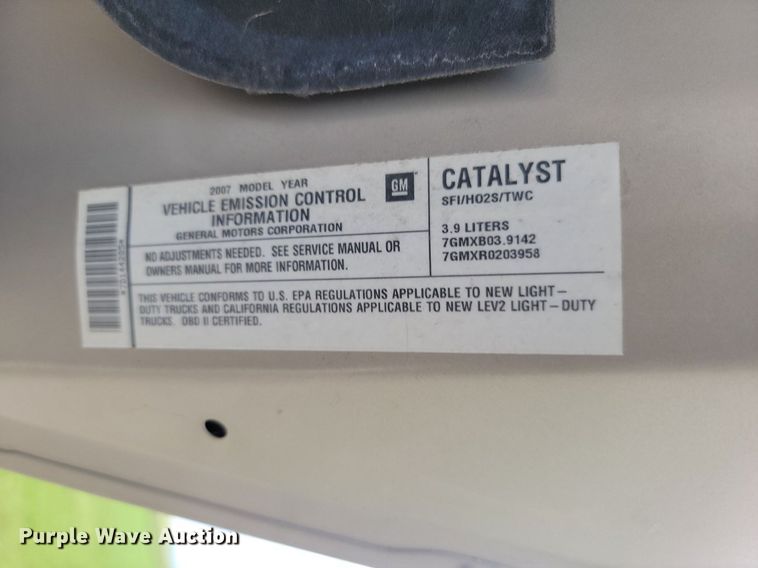 2007 MODEL YEAR
VEHICLE EMISSION CONTROL
INFORMATION
GENERAL MOTORS CORPORATION
GM
NO ADJUSTMENTS NEEDED. SEE SERVICE MANUAL OR
OWNERS MANUAL FOR MORE INFORMATION.
CATALYST
SFI/HO2S/TWC
3.9 LITERS
7GMXB03.9142
7GMXR0203958
THIS VEHICLE CONFORMS TO U.S. EPA REGULATIONS APPLICABLE TO NEW LIGHT-
DUTY TRUCKS AND CALIFORNIA REGULATIONS APPLICABLE TO NEW LEV2 LIGHT-DUTY
TRUCKS. OBD II CERTIFIED.
Purple Wave Auction